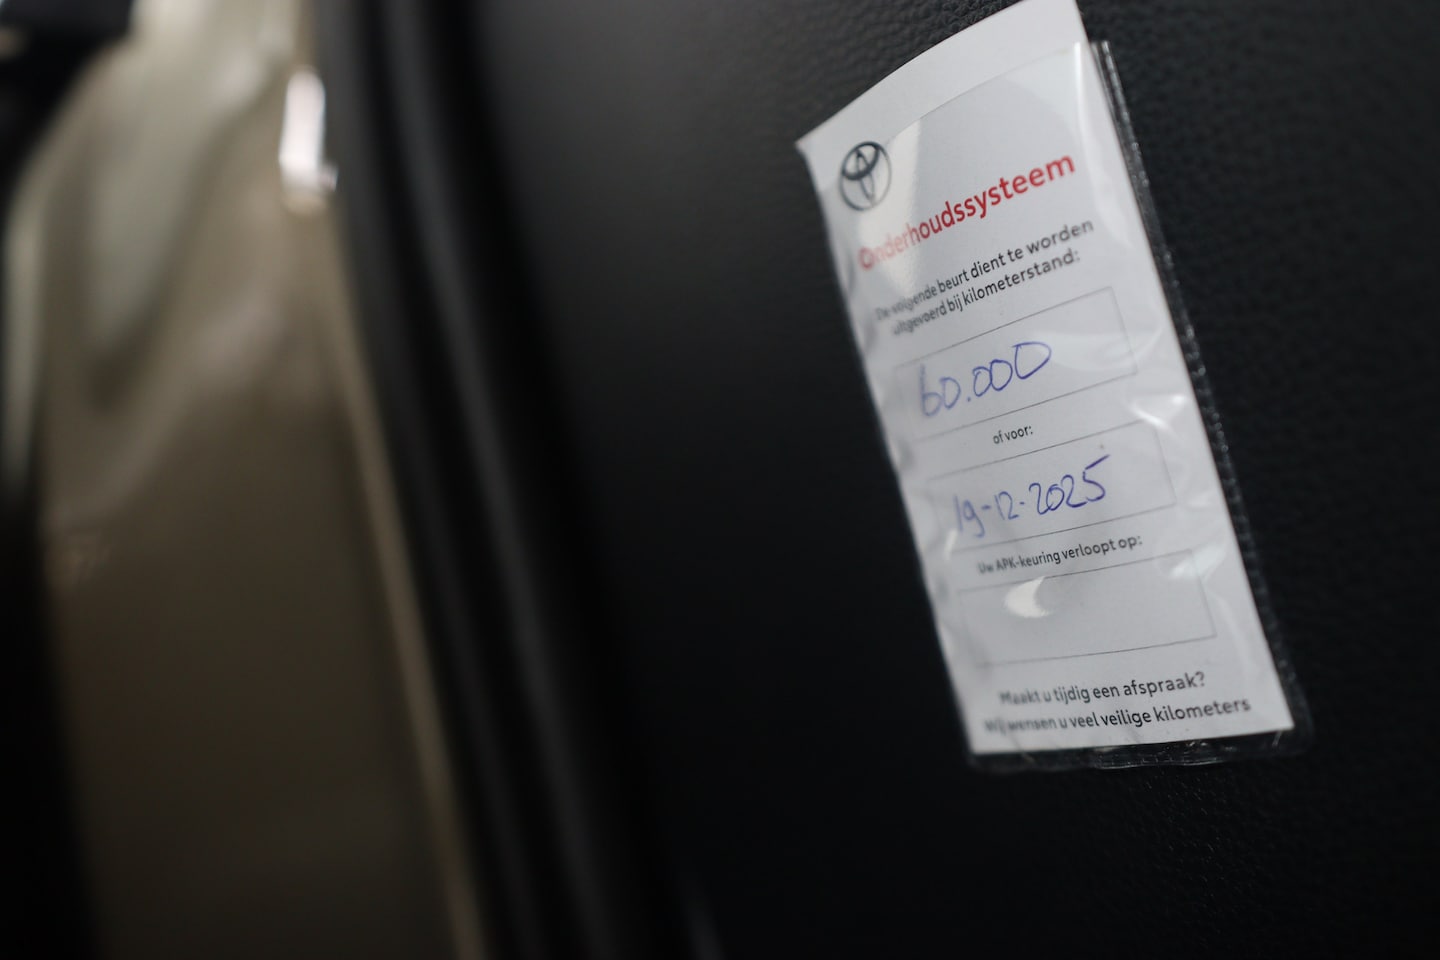 Onderhoudssysteem
De volgende beurt dient te worden
uitgevoerd bij kilometerstand:
60.000
of voor:
19-12-2025
Uw APK-keuring verloopt op:
Maakt u tijdig een afspraak?
Wij wensen u veel veilige kilometers